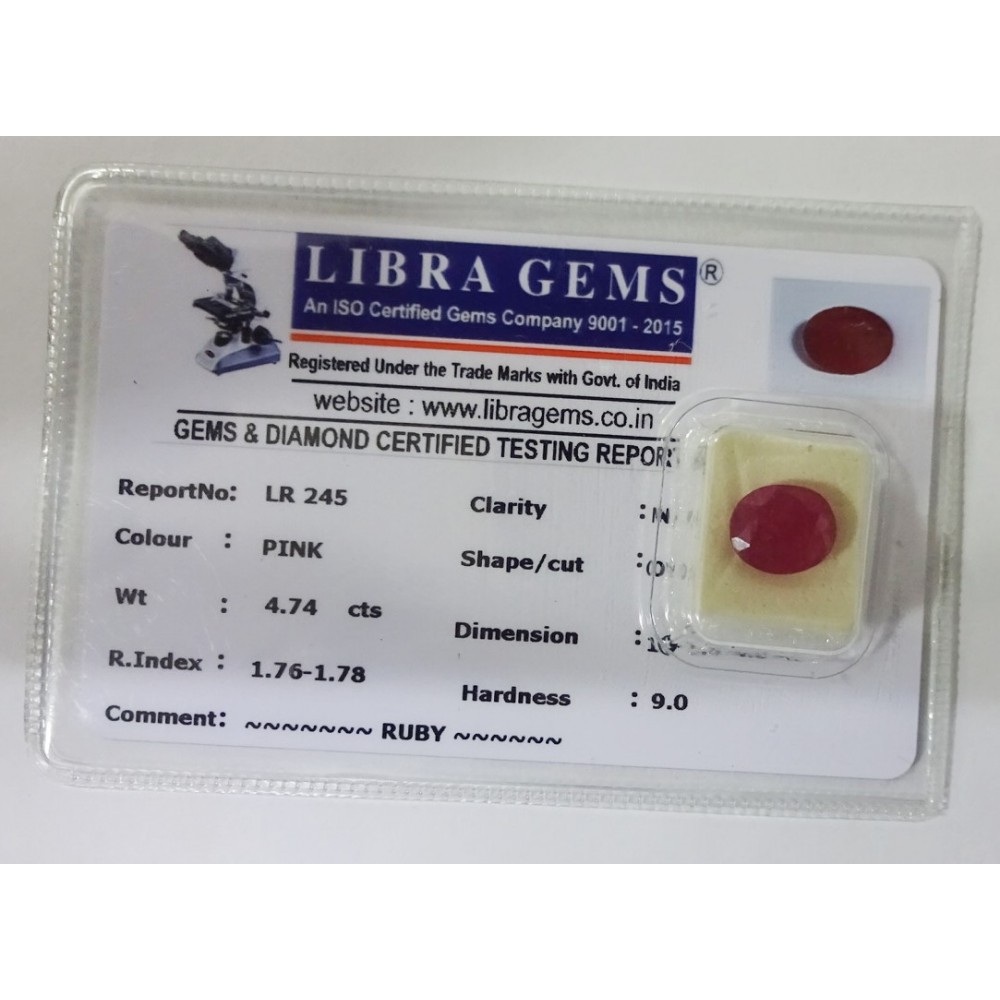 LIBRA GEMS ®
An ISO Certified Gems Company 9001 - 2015
Registered Under the Trade Marks with Govt. of India
website : www.libragems.co.in
GEMS & DIAMOND CERTIFIED TESTING REPORT
ReportNo: LR 245
Colour : PINK
Wt : 4.74 cts
R.Index : 1.76-1.78
Comment: ~~~~~~~ RUBY ~~~~~~
Clarity :
Shape/cut :
Dimension :
Hardness : 9.0